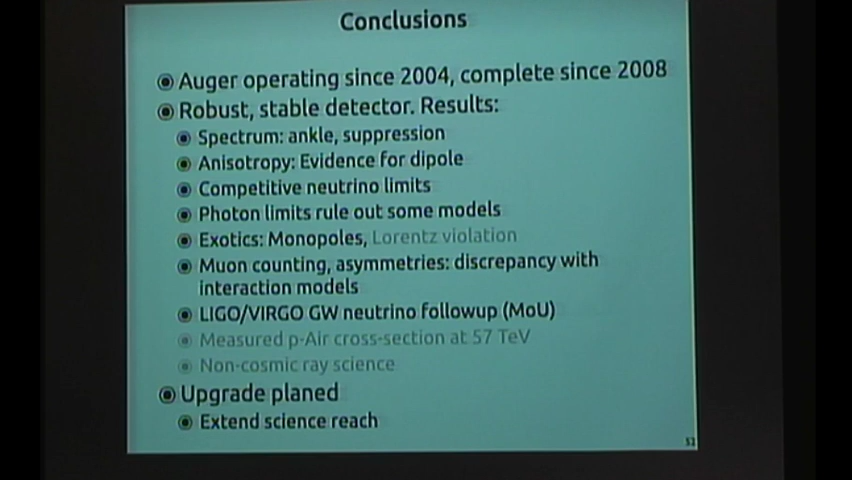 Conclusions
Auger operating since 2004, complete since 2008
Robust, stable detector. Results:
Spectrum: ankle, suppression
Anisotropy: Evidence for dipole
Competitive neutrino limits
Photon limits rule out some models
Exotics: Monopoles, Lorentz violation
Muon counting, asymmetries: discrepancy with
interaction models
LIGO/VIRGO GW neutrino followup (MoU)
Measured p-Air cross-section at 57 TeV
Non-cosmic ray science
Upgrade planed
Extend science reach
52